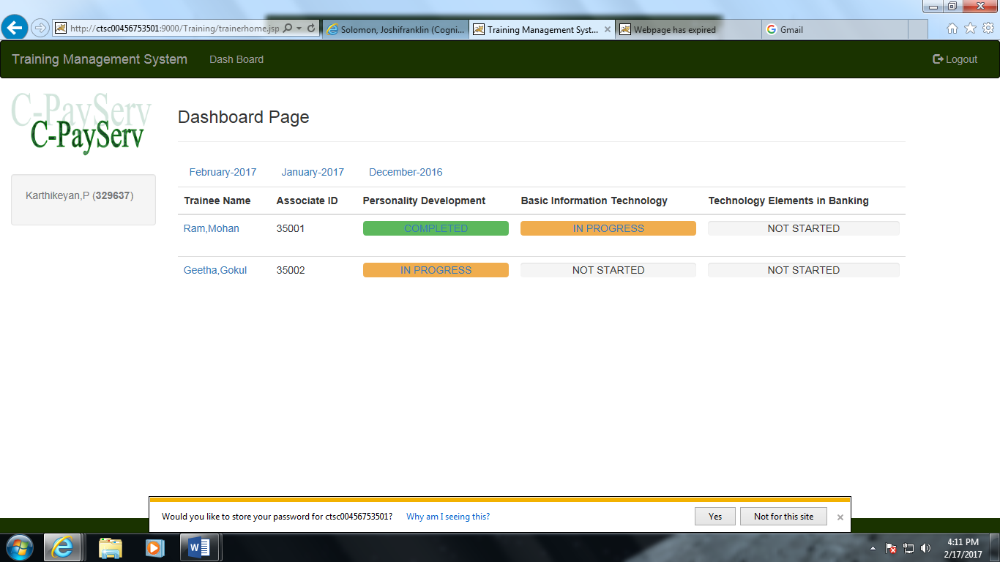 http://ctsc00456753501:9000/Training/trainerhome.jsp
Solomon, Joshifranklin (Cogni...
Training Management Syst...
Webpage has expired
Gmail
Training Management System Dash Board Logout
C-PayServ
C-PayServ
Dashboard Page
Karthikeyan,P (329637)
February-2017 January-2017 December-2016
Trainee Name Associate ID Personality Development Basic Information Technology Technology Elements in Banking
Ram,Mohan 35001 COMPLETED IN PROGRESS NOT STARTED
Geetha,Gokul 35002 IN PROGRESS NOT STARTED NOT STARTED
Would you like to store your password for ctsc00456753501? Why am I seeing this? Yes Not for this site
4:11 PM
2/17/2017